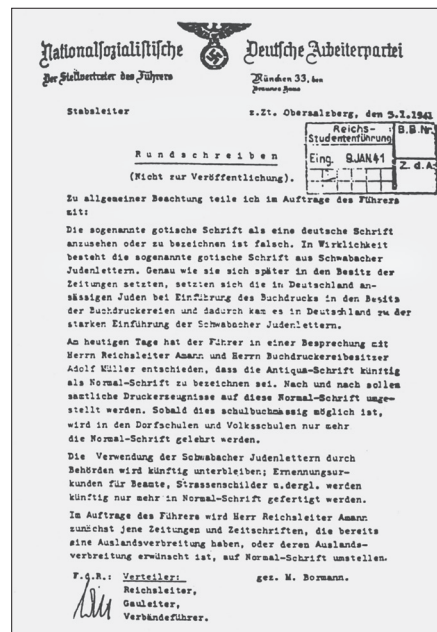 Nationalsozialistische Deutsche Arbeiterpartei
Der Stellvertreter des Führers
München 33, den
Braunes Haus
Stabsleiter
z.Zt. Obersalzberg, den 3.1.1941
Reichs-
Studentenführung
B.B.Nr.
Eing. 9.JAN.41
Z.d.A.
Rundschreiben
(Nicht zur Veröffentlichung).
Zu allgemeiner Beachtung teile ich im Auftrage des Führers
mit:
Die sogenannte gotische Schrift als eine deutsche Schrift
anzusehen oder zu bezeichnen ist falsch. In Wirklichkeit
besteht die sogenannte gotische Schrift aus Schwabacher
Judenlettern. Genau wie sie sich später in den Besitz der
Zeitungen setzten, setzten sich die in Deutschland an-
sässigen Juden bei Einführung des Buchdrucks in den Besitz
der Buchdruckereien und dadurch kam es in Deutschland zu der
starken Einführung der Schwabacher Judenlettern.
Am heutigen Tage hat der Führer in einer Besprechung mit
Herrn Reichsleiter Amann und Herrn Buchdruckereibesitzer
Adolf Müller entschieden, dass die Antiqua-Schrift künftig
als Normal-Schrift zu bezeichnen sei. Nach und nach sollen
sämtliche Druckerzeugnisse auf diese Normal-Schrift umge-
stellt werden. Sobald dies schulbuchmässig möglich ist,
wird in den Dorfschulen und Volksschulen nur mehr
die Normal-Schrift gelehrt werden.
Die Verwendung der Schwabacher Judenlettern durch
Behörden wird künftig unterbleiben; Ernennungsur-
kunden für Beamte, Strassenschilder u.dergl. werden
künftig nur mehr in Normal-Schrift gefertigt werden.
Im Auftrage des Führers wird Herr Reichsleiter Amann
zunächst jene Zeitungen und Zeitschriften, die bereits
eine Auslandsverbreitung haben, oder deren Auslands-
verbreitung erwünscht ist, auf Normal-Schrift umstellen.
F.d.R.: Verteiler: gez. M. Bormann.
Reichsleiter,
Gauleiter,
Verbändeführer.